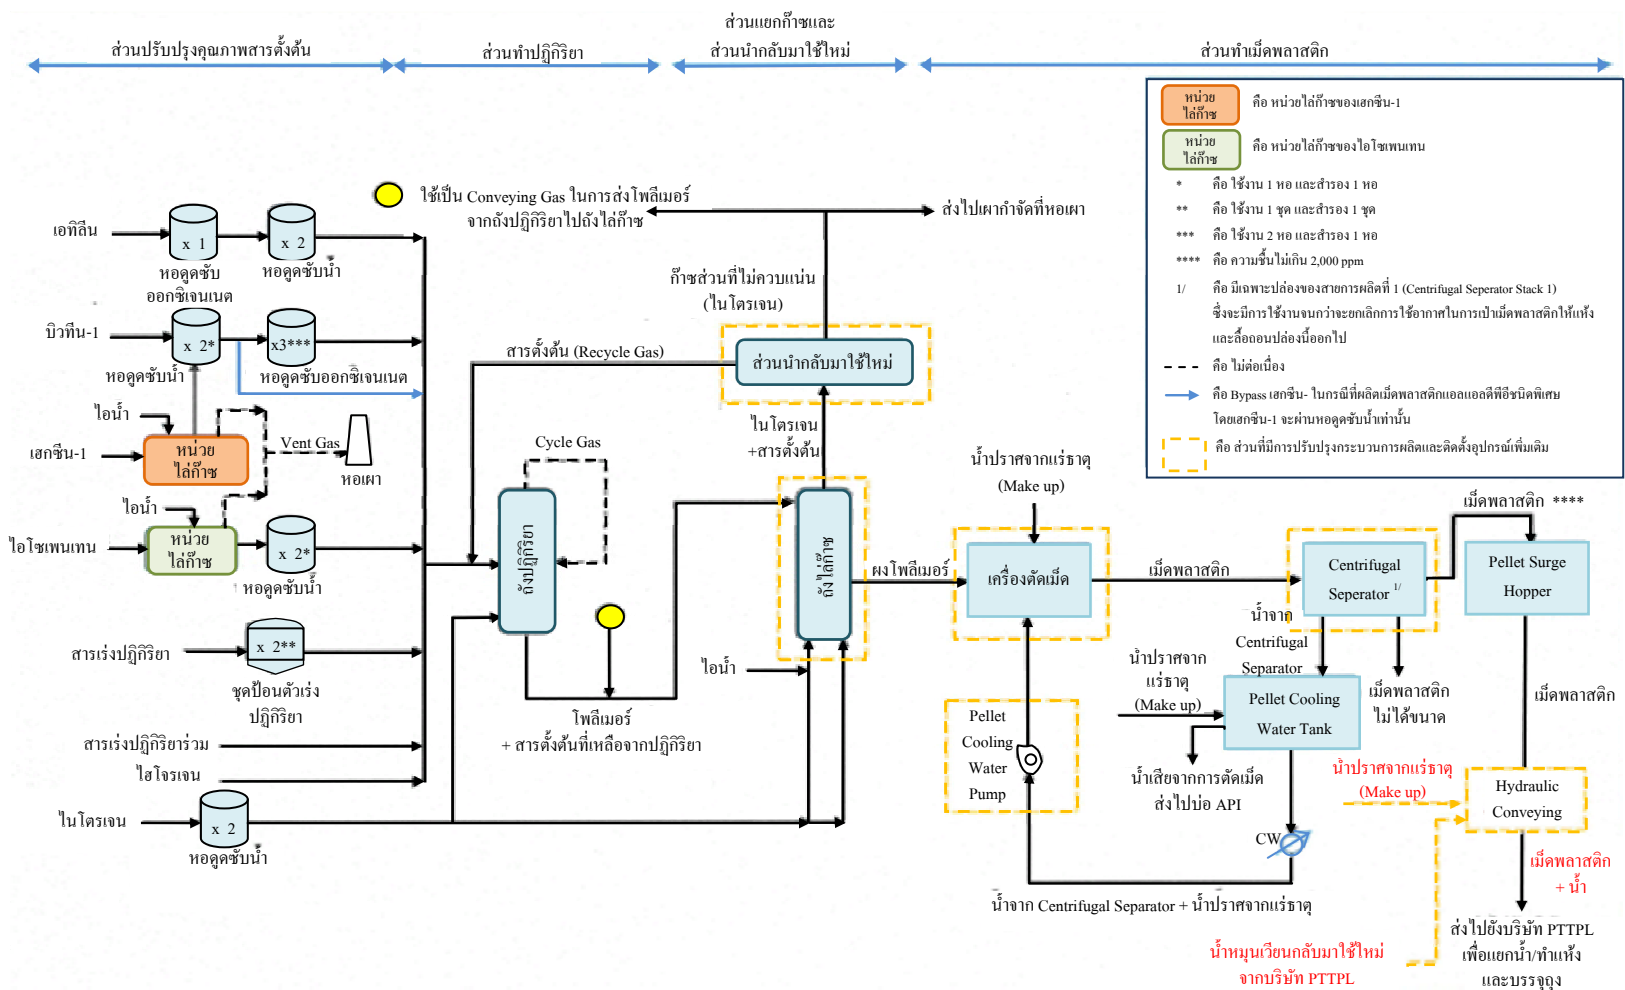 ส่วนปรับปรุงคุณภาพสารตั้งต้น
ส่วนทำปฏิกิริยา
ส่วนแยกก๊าซและ
ส่วนนำกลับมาใช้ใหม่
ส่วนทำเม็ดพลาสติก
หน่วย
ไล่ก๊าซ
คือ หน่วยไล่ก๊าซของเฮกซีน-1
หน่วย
ไล่ก๊าซ
คือ หน่วยไล่ก๊าซของไอโซเพนเทน
* คือ ใช้งาน 1 หอ และสำรอง 1 หอ
** คือ ใช้งาน 1 ชุด และสำรอง 1 ชุด
*** คือ ใช้งาน 2 หอ และสำรอง 1 หอ
**** คือ ความชื้นไม่เกิน 2,000 ppm
1/ คือ มีเฉพาะปล่องของสายการผลิตที่ 1 (Centrifugal Seperator Stack 1)
ซึ่งจะมีการใช้งานจนกว่าจะยกเลิกการใช้อากาศในการเป่าเม็ดพลาสติกให้แห้ง
และลื้อถอนปล่องนี้ออกไป
คือ ไม่ต่อเนื่อง
คือ Bypass เฮกซีน- ในกรณีที่ผลิตเม็ดพลาสติกแอลแอลดีพีอีชนิดพิเศษ
โดยเฮกซีน-1 จะผ่านหอดูดซับน้ำเท่านั้น
คือ ส่วนที่มีการปรับปรุงกระบวนการผลิตและติดตั้งอุปกรณ์เพิ่มเติม
ใช้เป็น Conveying Gas ในการส่งโพลีเมอร์
จากถังปฏิกิริยาไปถังไล่ก๊าซ
ส่งไปเผากำจัดที่หอเผา
เอทิลีน
x 1
x 2
หอดูดซับ
ออกซิเจนเนต
หอดูดซับน้ำ
ก๊าซส่วนที่ไม่ควบแน่น
(ไนโตรเจน)
บิวทีน-1
x 2*
x3***
หอดูดซับน้ำ
หอดูดซับออกซิเจนเนต
สารตั้งต้น (Recycle Gas)
ส่วนนำกลับมาใช้ใหม่
ไอน้ำ
เฮกซีน-1
หน่วย
ไล่ก๊าซ
Vent Gas
หอเผา
Cycle Gas
ไนโตรเจน
+สารตั้งต้น
น้ำปราศจากแร่ธาตุ
(Make up)
ไอน้ำ
ไอโซเพนเทน
หน่วย
ไล่ก๊าซ
x 2*
หอดูดซับน้ำ
ถังปฏิกิริยา
ถังไล่ก๊าซ
ผงโพลีเมอร์
เครื่องตัดเม็ด
เม็ดพลาสติก
Centrifugal
Seperator 1/
เม็ดพลาสติก ****
Pellet Surge
Hopper
น้ำจาก
Centrifugal
Separator
สารเร่งปฏิกิริยา
x 2**
ชุดป้อนตัวเร่ง
ปฏิกิริยา
ไอน้ำ
โพลีเมอร์
+ สารตั้งต้นที่เหลือจากปฏิกิริยา
Pellet
Cooling
Water
Pump
น้ำปราศจาก
แร่ธาตุ
(Make up)
Pellet Cooling
Water Tank
เม็ดพลาสติก
ไม่ได้ขนาด
เม็ดพลาสติก
สารเร่งปฏิกิริยาร่วม
ไฮโจรเจน
น้ำเสียจากการตัดเม็ด
ส่งไปบ่อ API
น้ำปราศจากแร่ธาตุ
(Make up)
Hydraulic
Conveying
ไนโตรเจน
x 2
หอดูดซับน้ำ
CW
เม็ดพลาสติก
+ น้ำ
น้ำจาก Centrifugal Separator + น้ำปราศจากแร่ธาตุ
น้ำหมุนเวียนกลับมาใช้ใหม่
จากบริษัท PTTPL
ส่งไปยังบริษัท PTTPL
เพื่อแยกน้ำ/ทำแห้ง
และบรรจุถุง